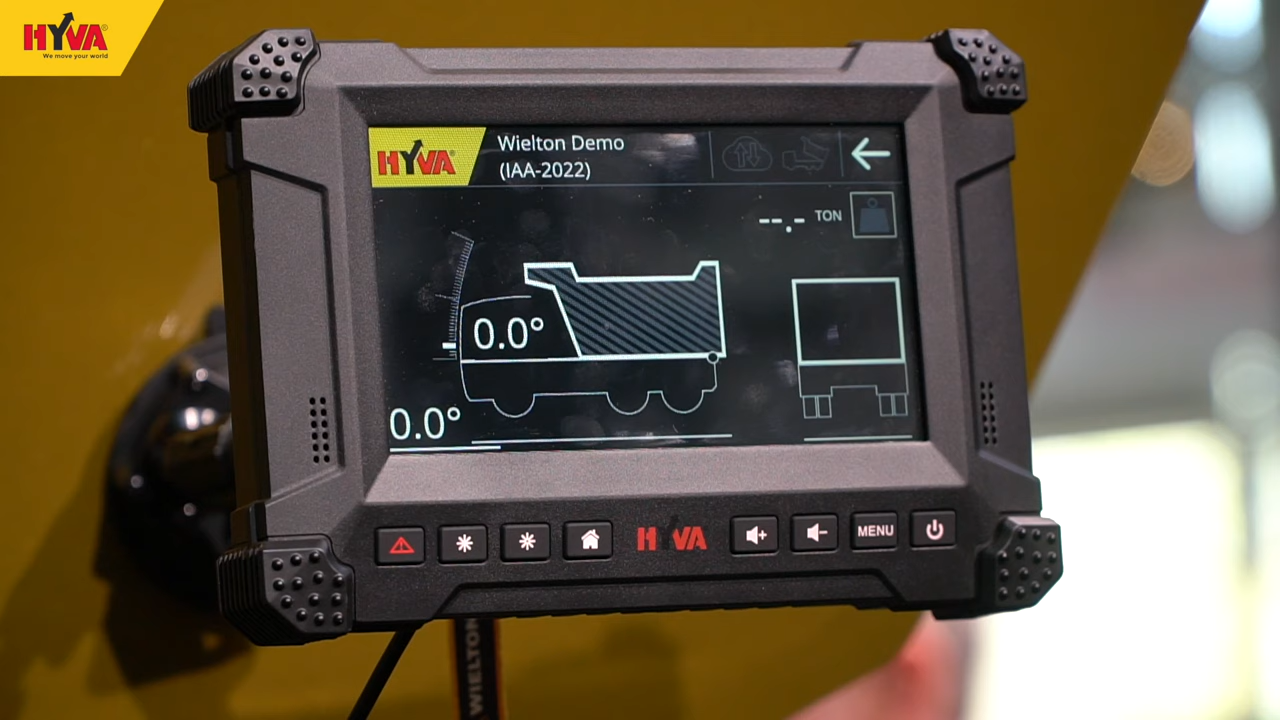 HYVA®
We move your world
HYVA®
Wielton Demo
(IAA-2022)
--.- TON
0.0°
0.0°
HYVA
MENU
WIELTON